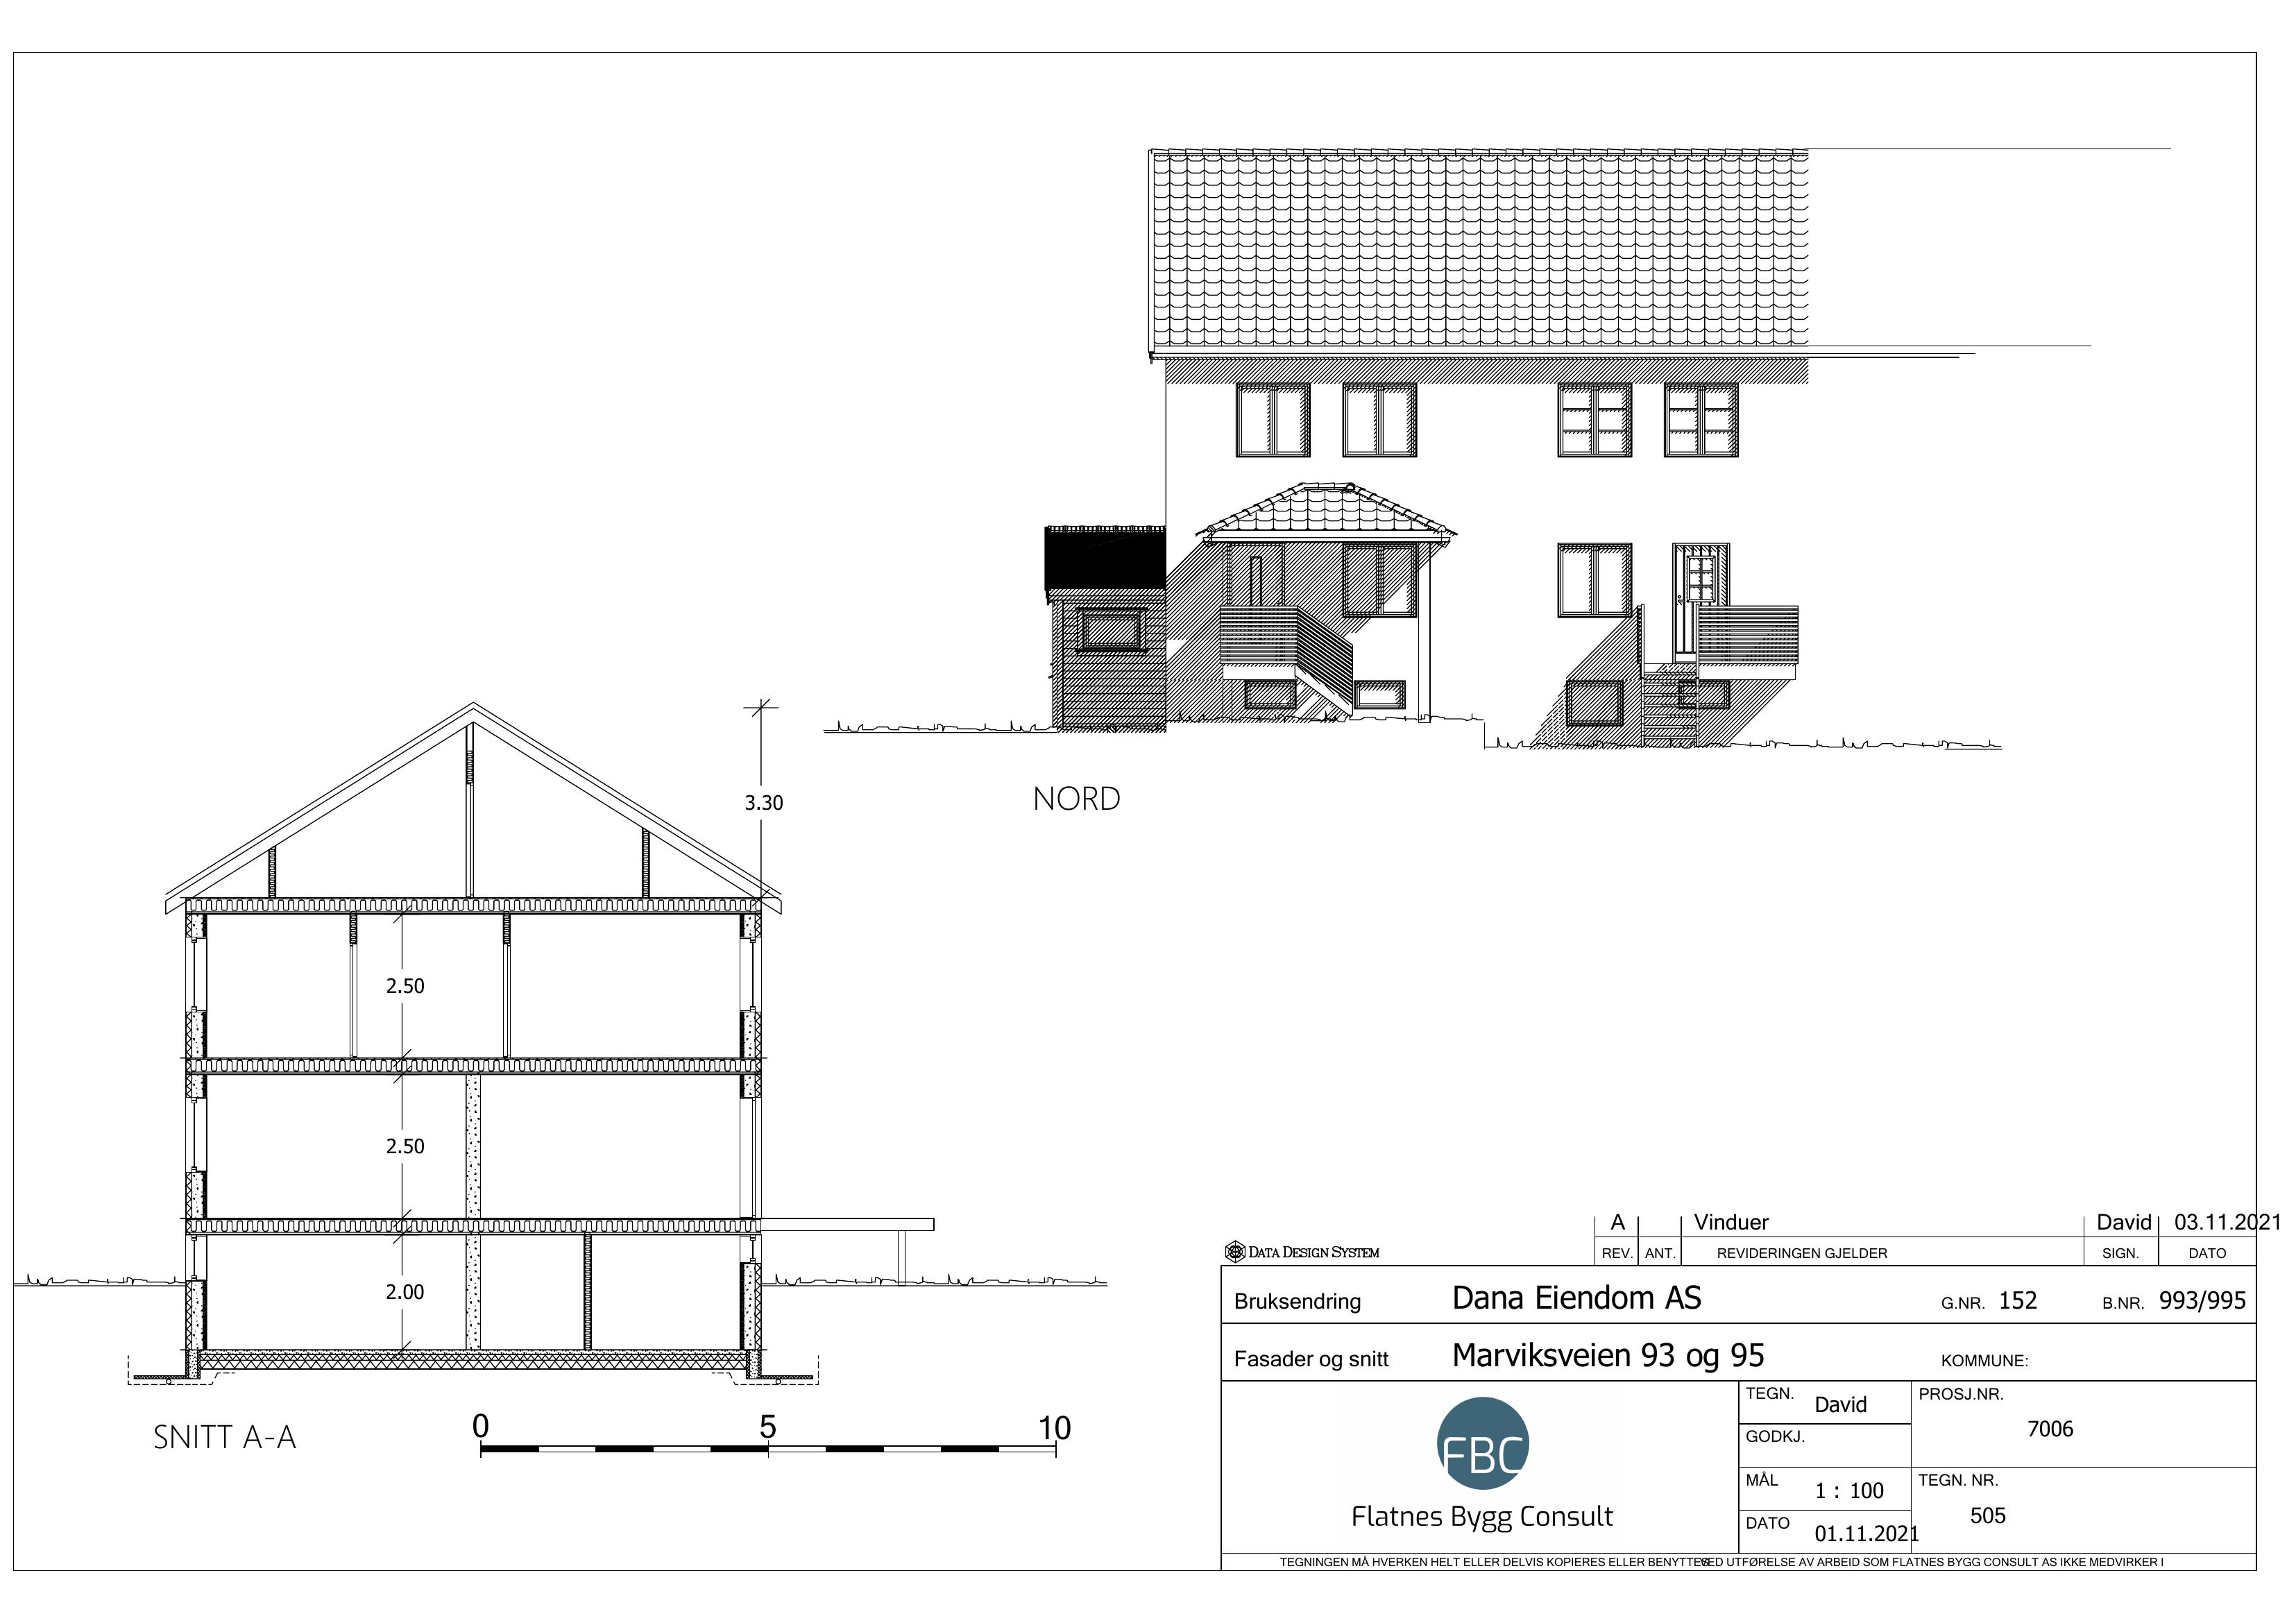 3.30
NORD
2.50
2.50
2.00
SNITT A-A
0 5 10
A Vinduer David 03.11.2021
REV. ANT. REVIDERINGEN GJELDER SIGN. DATO
DATA DESIGN SYSTEM
Bruksendring Dana Eiendom AS G.NR. 152 B.NR. 993/995
Fasader og snitt Marviksveien 93 og 95 KOMMUNE:
FBC
Flatnes Bygg Consult
TEGN. David
GODKJ.
MÅL 1 : 100
DATO 01.11.2021
PROSJ.NR.
7006
TEGN. NR.
505
TEGNINGEN MÅ HVERKEN HELT ELLER DELVIS KOPIERES ELLER BENYTTES VED UTFØRELSE AV ARBEID SOM FLATNES BYGG CONSULT AS IKKE MEDVIRKER I